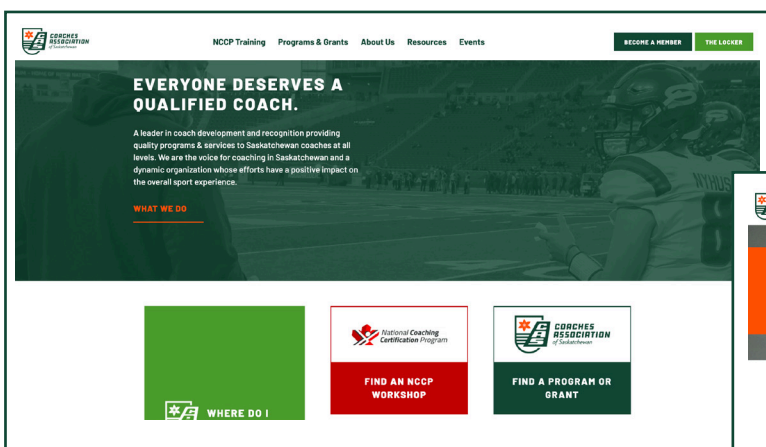 COACHES
ASSOCIATION
of Saskatchewan
NCCP Training Programs & Grants About Us Resources Events
BECOME A MEMBER THE LOCKER
EVERYONE DESERVES A
QUALIFIED COACH.
A leader in coach development and recognition providing
quality programs & services to Saskatchewan coaches at all
levels. We are the voice for coaching in Saskatchewan and a
dynamic organization whose efforts have a positive impact on
the overall sport experience.
WHAT WE DO
NYHUS
WHERE DO I
National Coaching
Certification Program
FIND AN NCCP
WORKSHOP
COACHES
ASSOCIATION
of Saskatchewan
FIND A PROGRAM OR
GRANT